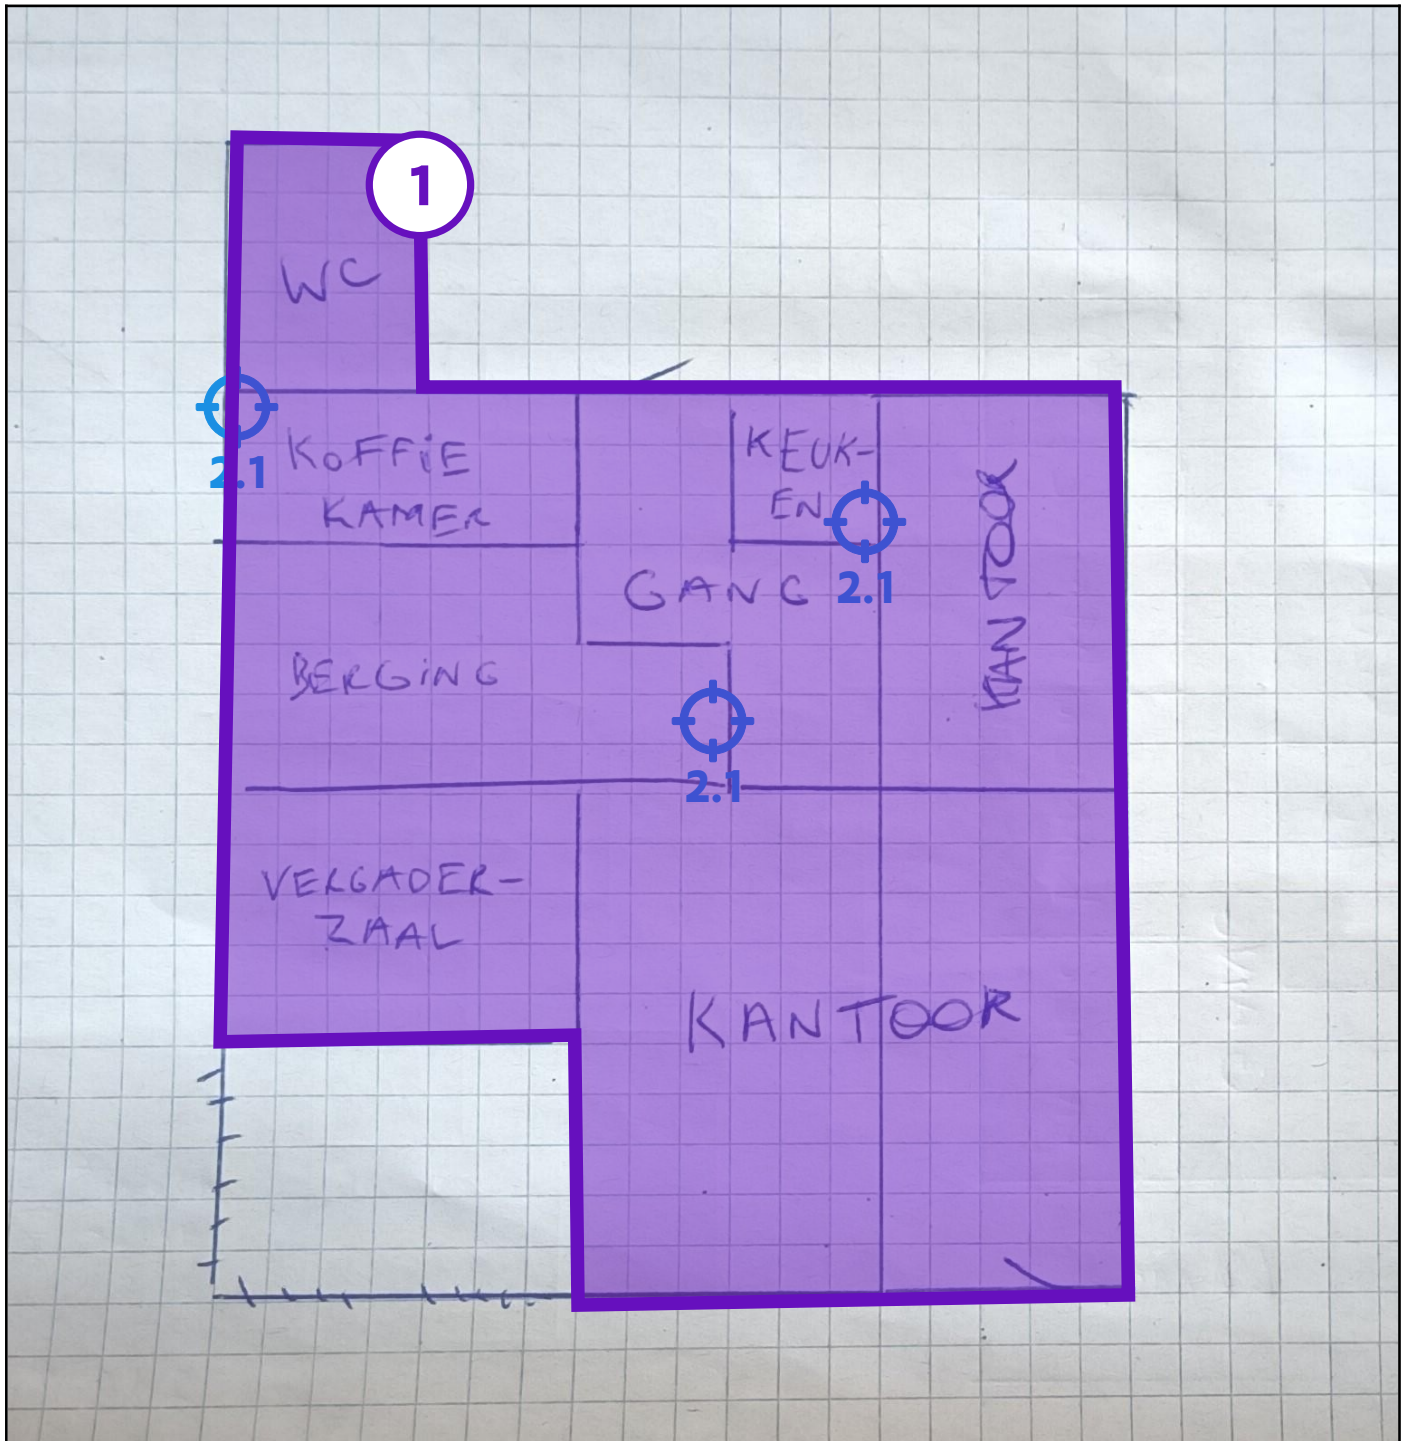 1
WC
2.1
KOFFIE
KAMER
KEUK-
EN
2.1
KANTOOR
GANG
BERGING
2.1
VERGADER-
ZAAL
KANTOOR